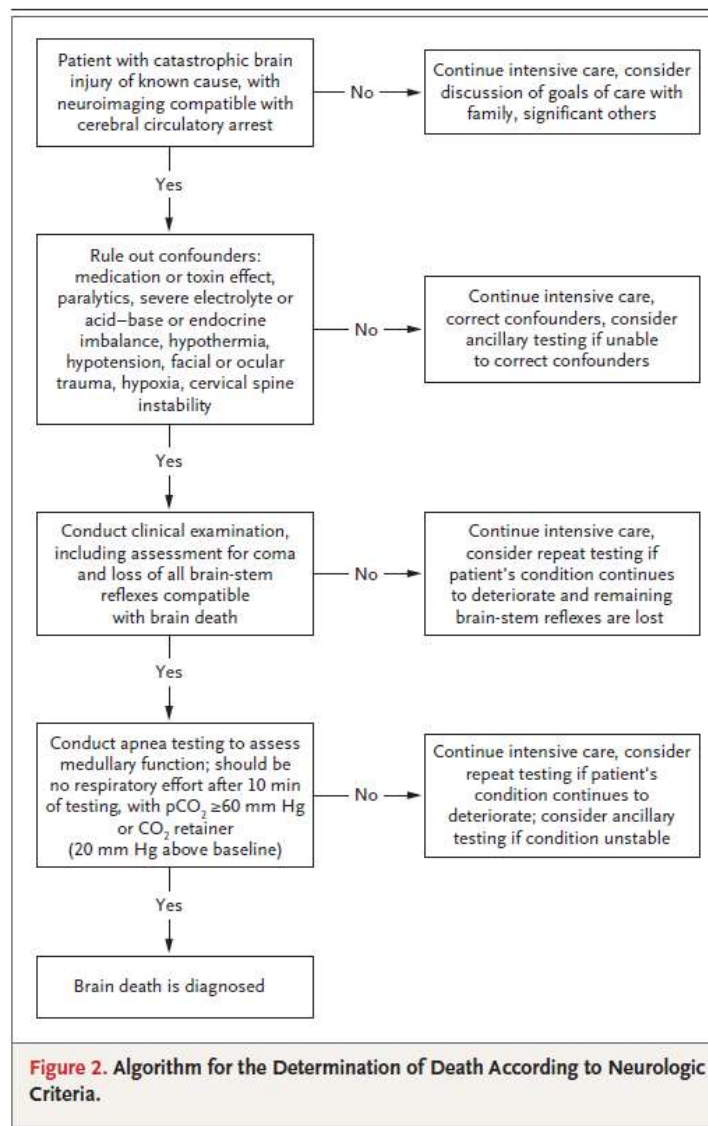 Patient with catastrophic brain
injury of known cause, with
neuroimaging compatible with
cerebral circulatory arrest
No
Continue intensive care, consider
discussion of goals of care with
family, significant others
Yes
Rule out confounders:
medication or toxin effect,
paralytics, severe electrolyte or
acid–base or endocrine
imbalance, hypothermia,
hypotension, facial or ocular
trauma, hypoxia, cervical spine
instability
No
Continue intensive care,
correct confounders, consider
ancillary testing if unable
to correct confounders
Yes
Conduct clinical examination,
including assessment for coma
and loss of all brain-stem
reflexes compatible
with brain death
No
Continue intensive care,
consider repeat testing if
patient's condition continues
to deteriorate and remaining
brain-stem reflexes are lost
Yes
Conduct apnea testing to assess
medullary function; should be
no respiratory effort after 10 min
of testing, with pCO₂ ≥60 mm Hg
or CO₂ retainer
(20 mm Hg above baseline)
No
Continue intensive care, consider
repeat testing if patient's
condition continues to
deteriorate; consider ancillary
testing if condition unstable
Yes
Brain death is diagnosed
Figure 2. Algorithm for the Determination of Death According to Neurologic
Criteria.